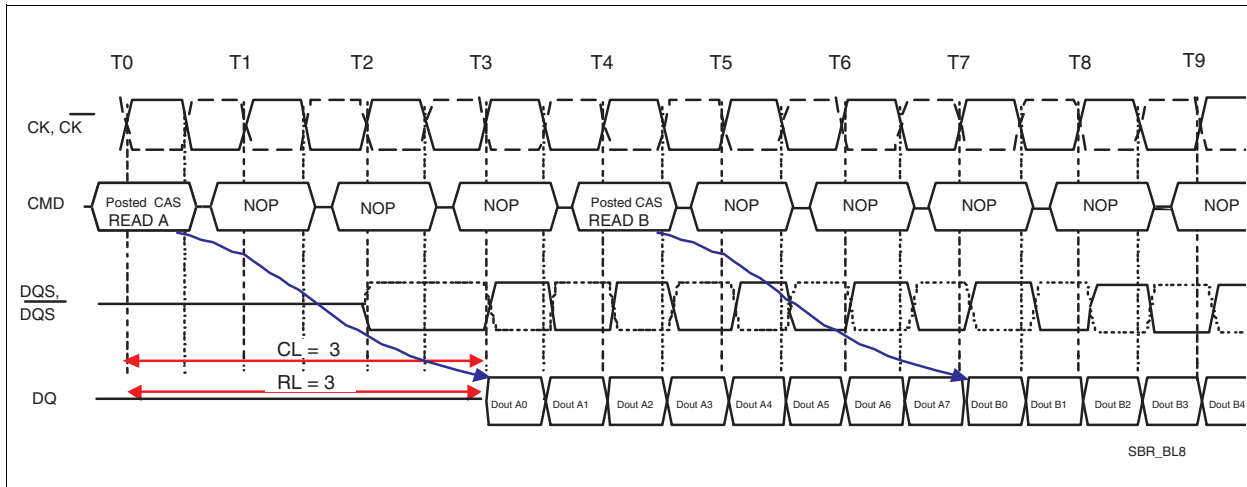 T0 T1 T2 T3 T4 T5 T6 T7 T8 T9
CK, CK
CMD
Posted CAS
READ A
NOP NOP NOP
Posted CAS
READ B
NOP NOP NOP NOP NOP
DQS,
DQS
CL = 3
RL = 3
DQ
Dout A0 Dout A1 Dout A2 Dout A3 Dout A4 Dout A5 Dout A6 Dout A7 Dout B0 Dout B1 Dout B2 Dout B3 Dout B4
SBR_BL8